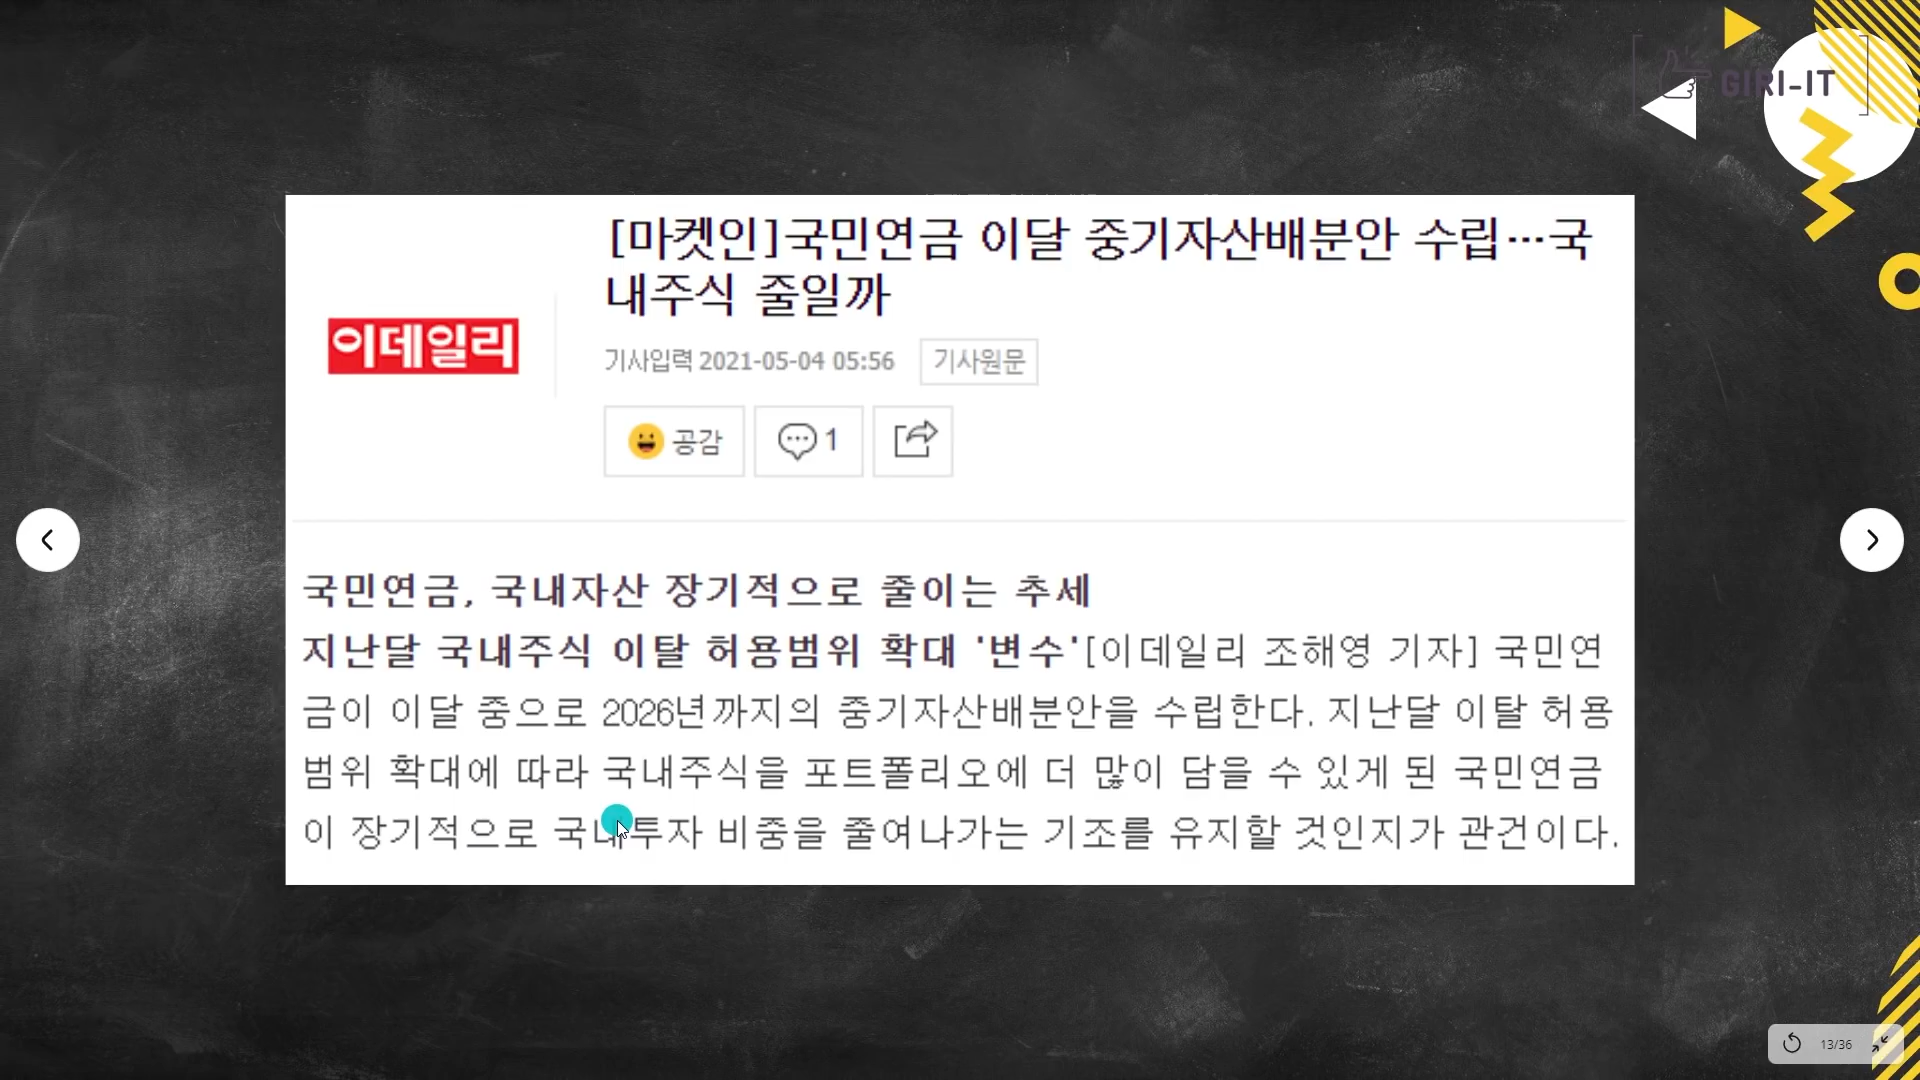 GIRI-IT
[마켓인]국민연금 이달 중기자산배분안 수립…국
내주식 줄일까
이데일리
기사입력 2021-05-04 05:56
기사원문
공감
1
국민연금, 국내자산 장기적으로 줄이는 추세
지난달 국내주식 이탈 허용범위 확대 '변수'[이데일리 조해영 기자] 국민연
금이 이달 중으로 2026년까지의 중기자산배분안을 수립한다. 지난달 이탈 허용
범위 확대에 따라 국내주식을 포트폴리오에 더 많이 담을 수 있게 된 국민연금
이 장기적으로 국내투자 비중을 줄여나가는 기조를 유지할 것인지가 관건이다.
13/36